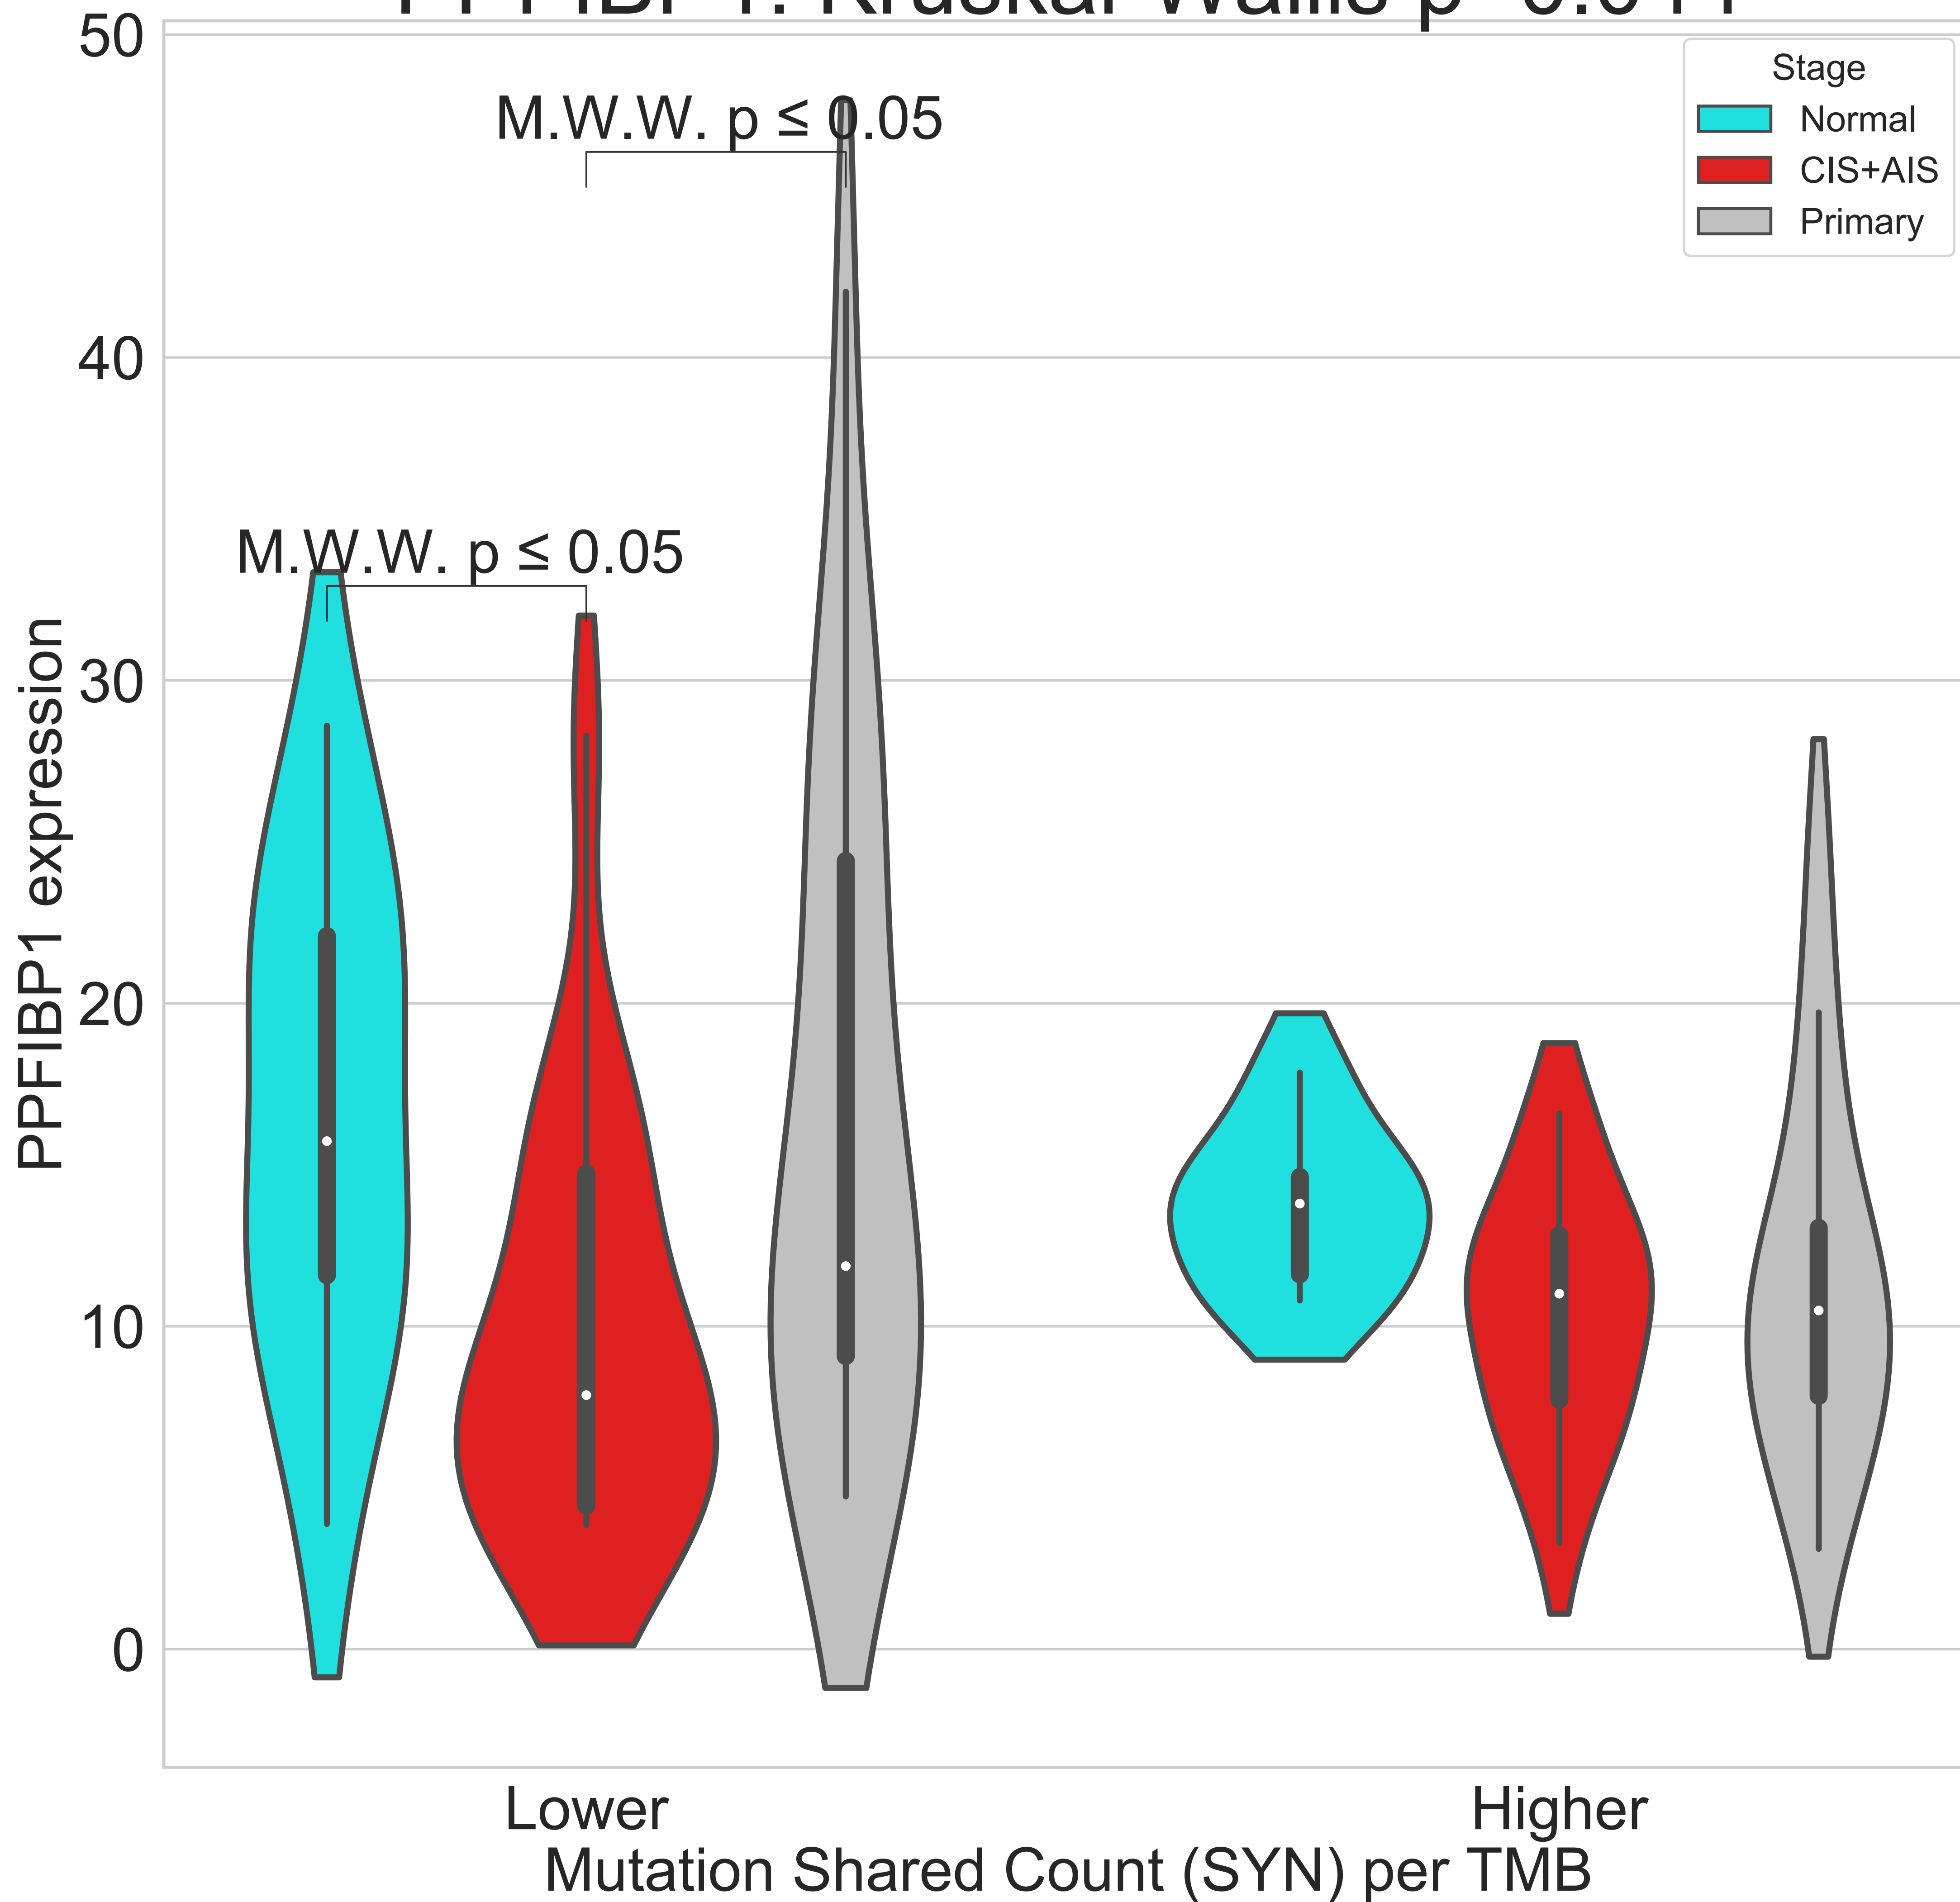 50
Stage
Normal
CIS+AIS
Primary
M.W.W. p ≤ 0.05
40
M.W.W. p ≤ 0.05
30
PPFIBP1 expression
20
10
0
Lower
Higher
Mutation Shared Count (SYN) per TMB